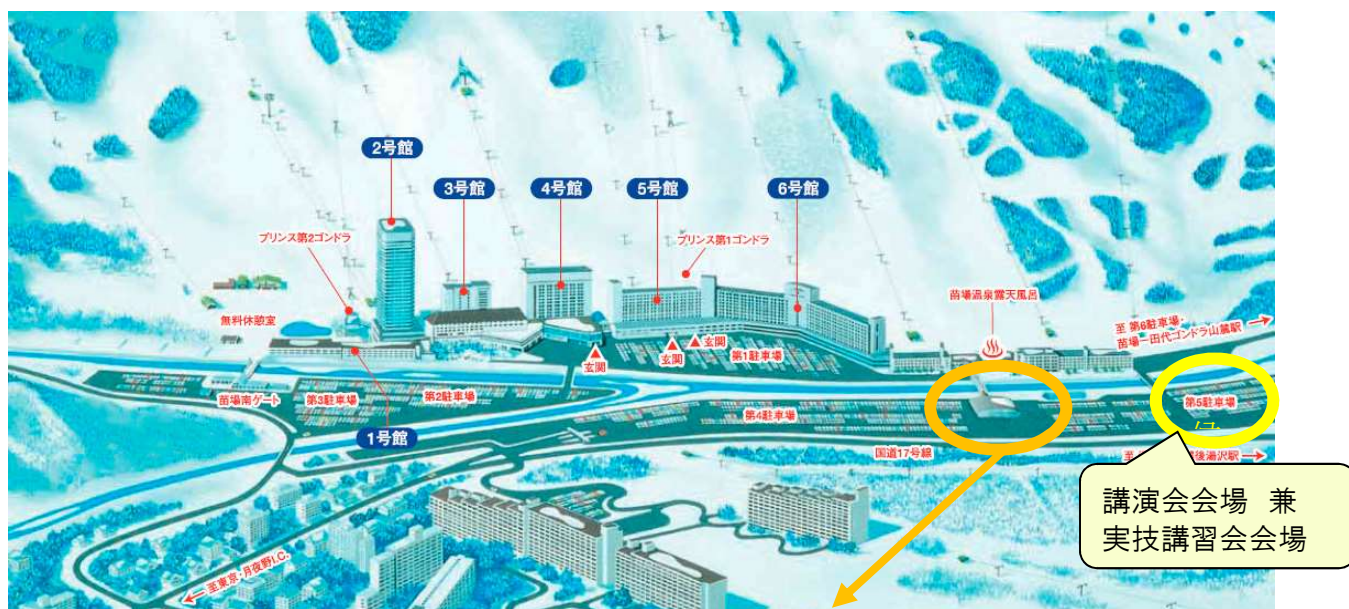 2号館
3号館
4号館
5号館
6号館
プリンス第2ゴンドラ
プリンス第1ゴンドラ
苗場温泉露天風呂
無料休憩室
至 第6駐車場・
苗場ー田代ゴンドラ山麓駅
玄関
玄関
玄関
第1駐車場
苗場南ゲート
第3駐車場
第2駐車場
第4駐車場
第5駐車場
1号館
国道17号線
至
後湯沢駅
講演会会場 兼
実技講習会会場
至東京・月夜野I.C.